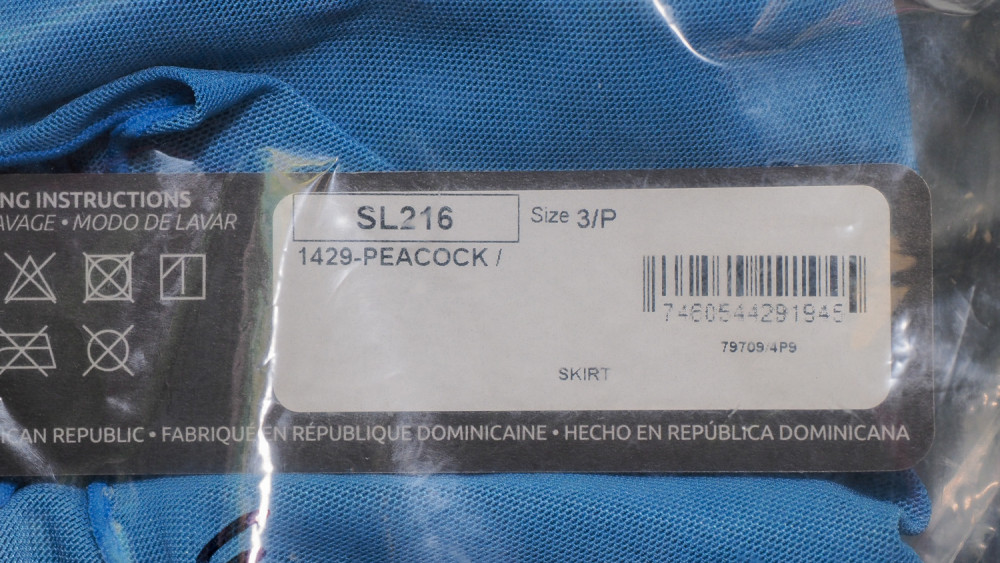 NG INSTRUCTIONS
AVAGE • MODO DE LAVAR
SL216
Size 3/P
1429-PEACOCK /
7460544291945
79709/4P9
SKIRT
ICAN REPUBLIC • FABRIQUÉ EN RÉPUBLIQUE DOMINICAINE • HECHO EN REPÚBLICA DOMINICANA